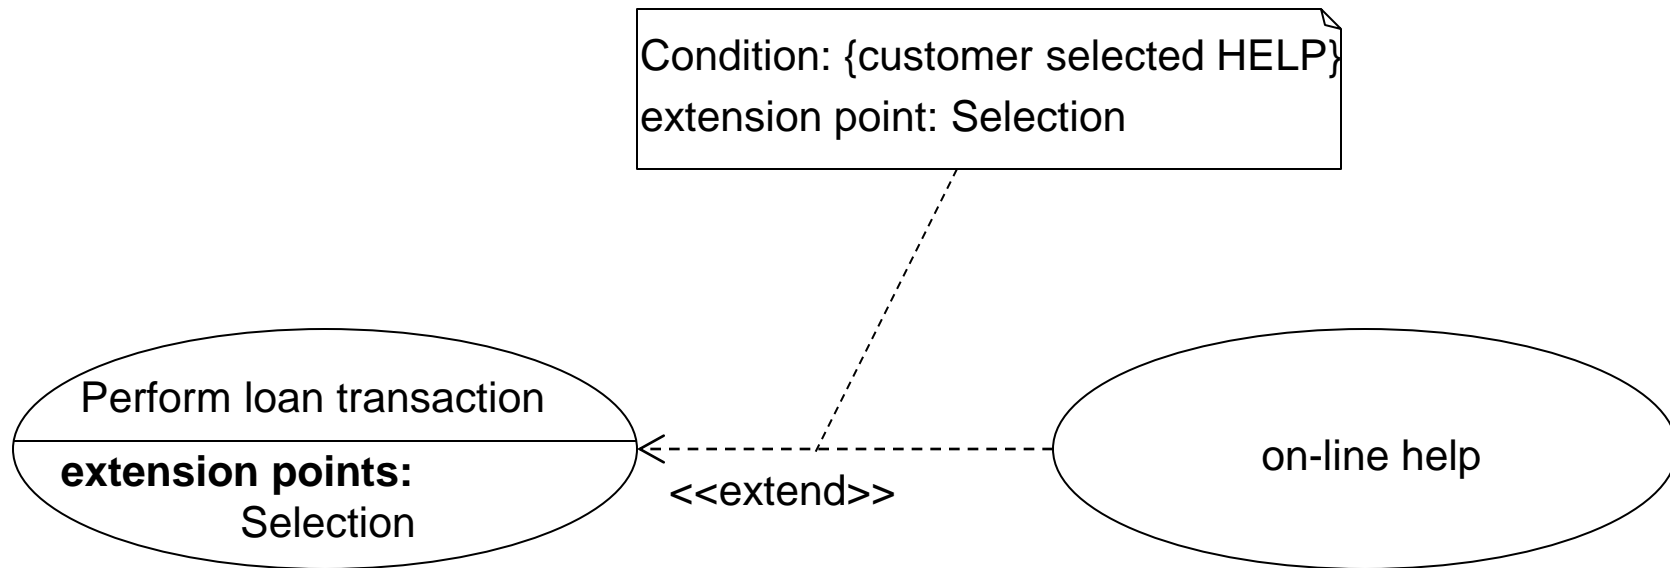 Condition: {customer selected HELP}
extension point: Selection
Perform loan transaction
extension points:
Selection
<<extend>>
on-line help